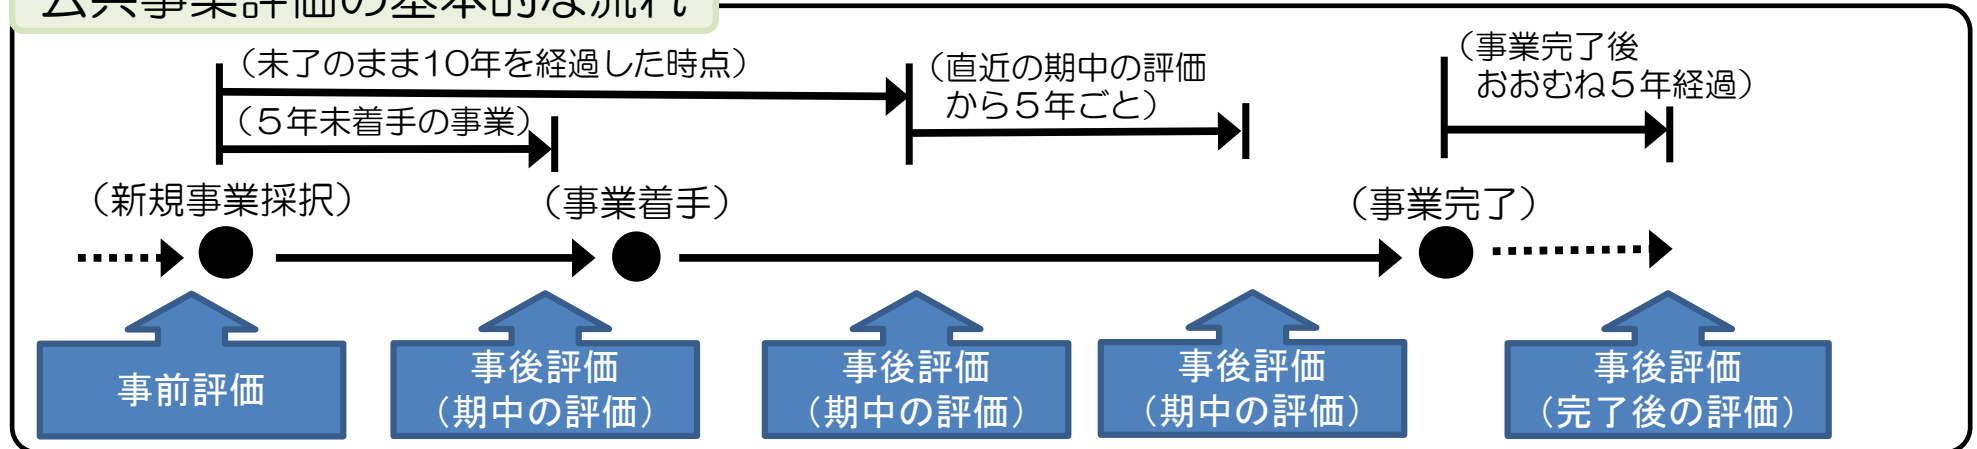 公共事業評価の基本的な流れ
（未了のまま10年を経過した時点）
（５年未着手の事業）
（直近の期中の評価
から５年ごと）
（事業完了後
おおむね５年経過）
（新規事業採択）
（事業着手）
（事業完了）
事前評価
事後評価
（期中の評価）
事後評価
（期中の評価）
事後評価
（期中の評価）
事後評価
（完了後の評価）